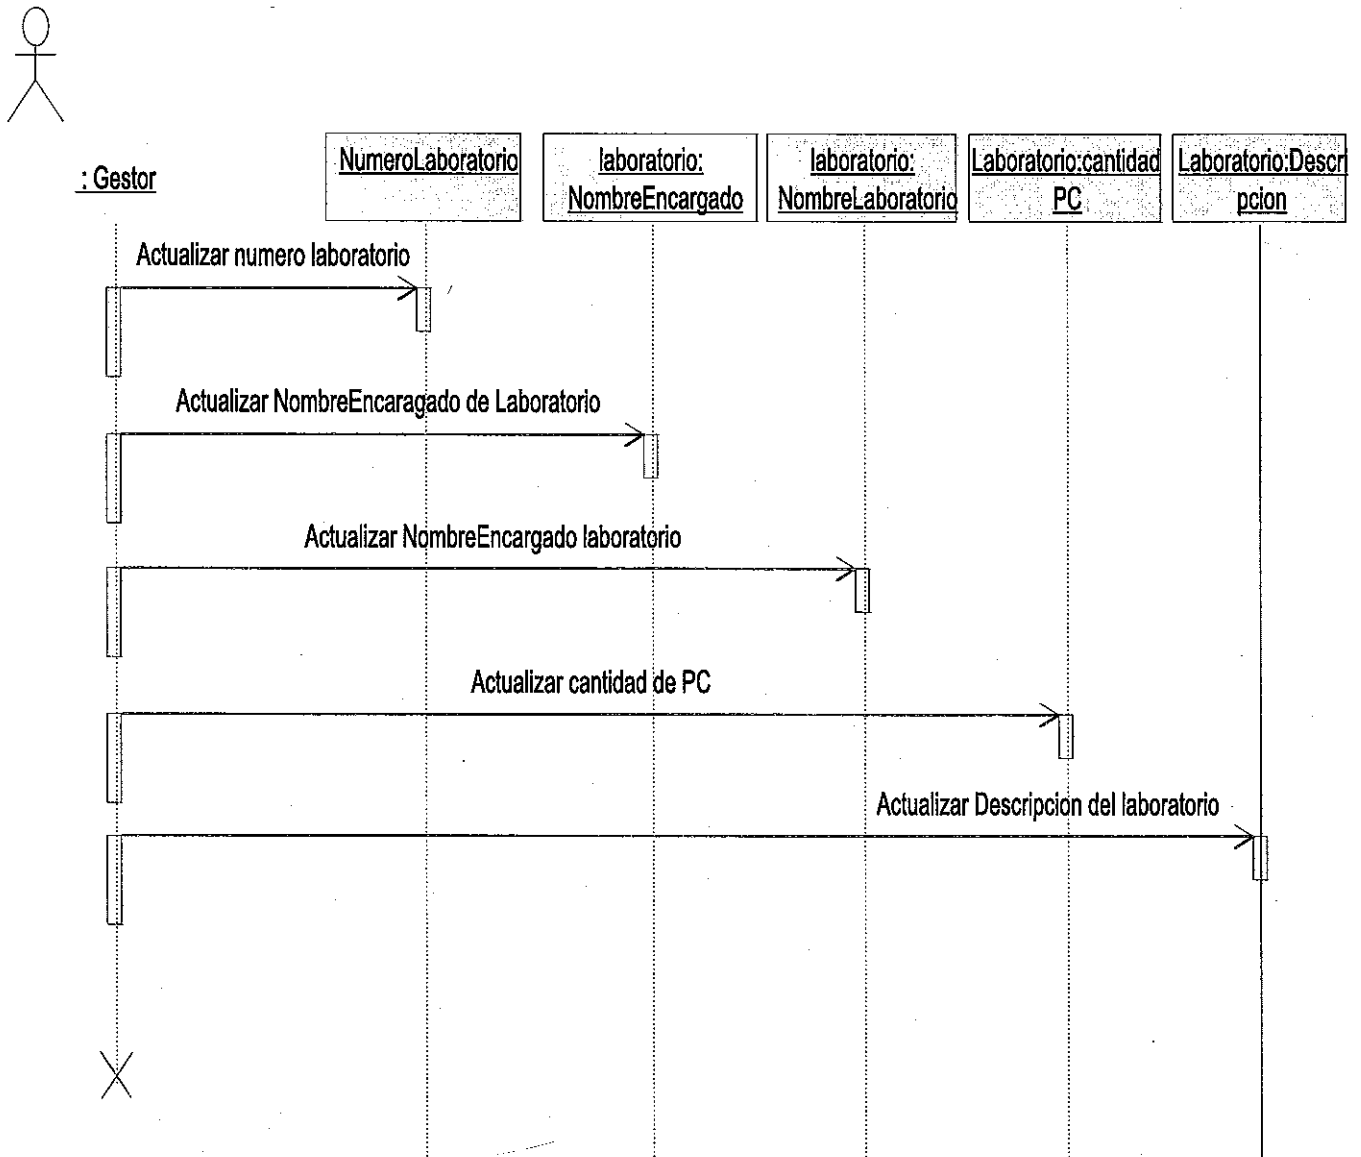 : Gestor
NumeroLaboratorio
laboratorio:
NombreEncargado
laboratorio:
NombreLaboratorio
Laboratorio:cantidad
PC
Laboratorio:Descri
pcion
Actualizar numero laboratorio
Actualizar NombreEncaragado de Laboratorio
Actualizar NombreEncargado laboratorio
Actualizar cantidad de PC
Actualizar Descripcion del laboratorio